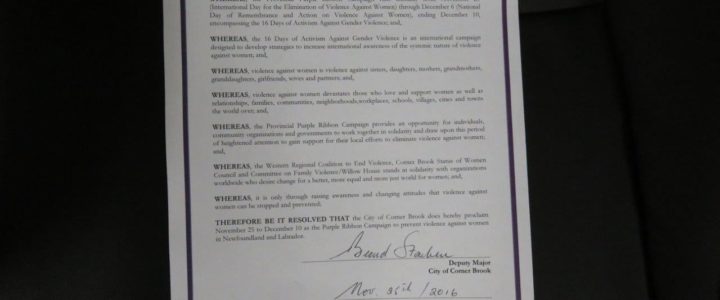 (International Day for the Elimination of Violence Against Women) through December 6 (National
Day of Remembrance and Action on Violence Against Women), ending December 10,
encompassing the 16 Days of Activism Against Gender Violence; and,
WHEREAS, the 16 Days of Activism Against Gender Violence is an international campaign
designed to develop strategies to increase international awareness of the systemic nature of violence
against women; and,
WHEREAS, violence against women is violence against sisters, daughters, mothers, grandmothers,
granddaughters, girlfriends, wives and partners; and,
WHEREAS, violence against women devastates those who love and support women as well as
relationships, families, communities, neighborhoods,workplaces, schools, villages, cities and towns
the world over; and,
WHEREAS, the Provincial Purple Ribbon Campaign provides an opportunity for individuals,
community organizations and governments to work together in solidarity and draw upon this period
of heightened attention to gain support for their local efforts to eliminate violence against women;
and,
WHEREAS, the Western Regional Coalition to End Violence, Corner Brook Status of Women
Council and Committee on Family Violence/Willow House stands in solidarity with organizations
worldwide who desire change for a better, more equal and more just world for women; and,
WHEREAS, it is only through raising awareness and changing attitudes that violence against
women can be stopped and prevented.
THEREFORE BE IT RESOLVED THAT the City of Corner Brook does hereby proclaim
November 25 to December 10 as the Purple Ribbon Campaign to prevent violence against women
in Newfoundland and Labrador.
Deputy Major
City of Corner Brook
Nov. 25th / 2016